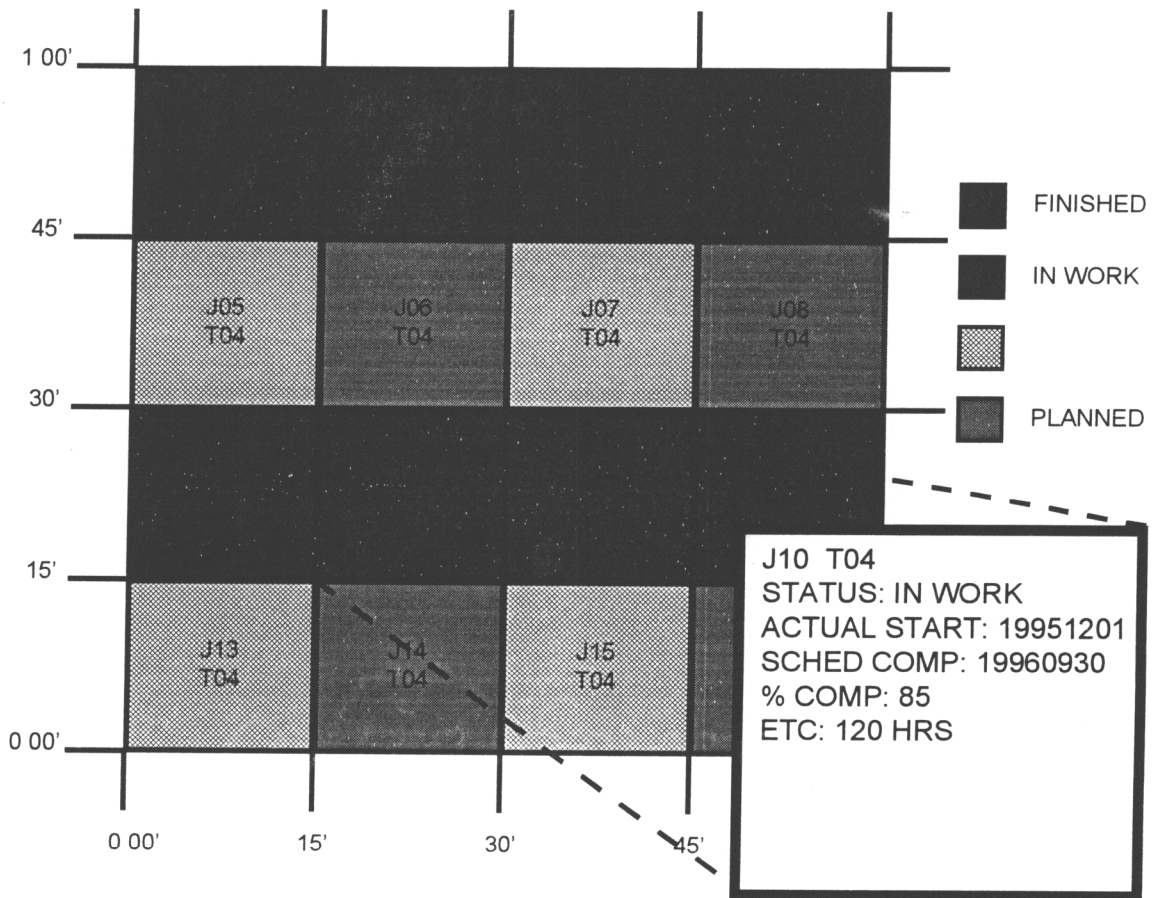 1 00'
45'
30'
15'
0 00'
J05
T04
J06
T04
J07
T04
J08
T04
J13
T04
J14
T04
J15
T04
0 00'
15'
30'
45'
FINISHED
IN WORK
PLANNED
J10 T04
STATUS: IN WORK
ACTUAL START: 19951201
SCHED COMP: 19960930
% COMP: 85
ETC: 120 HRS